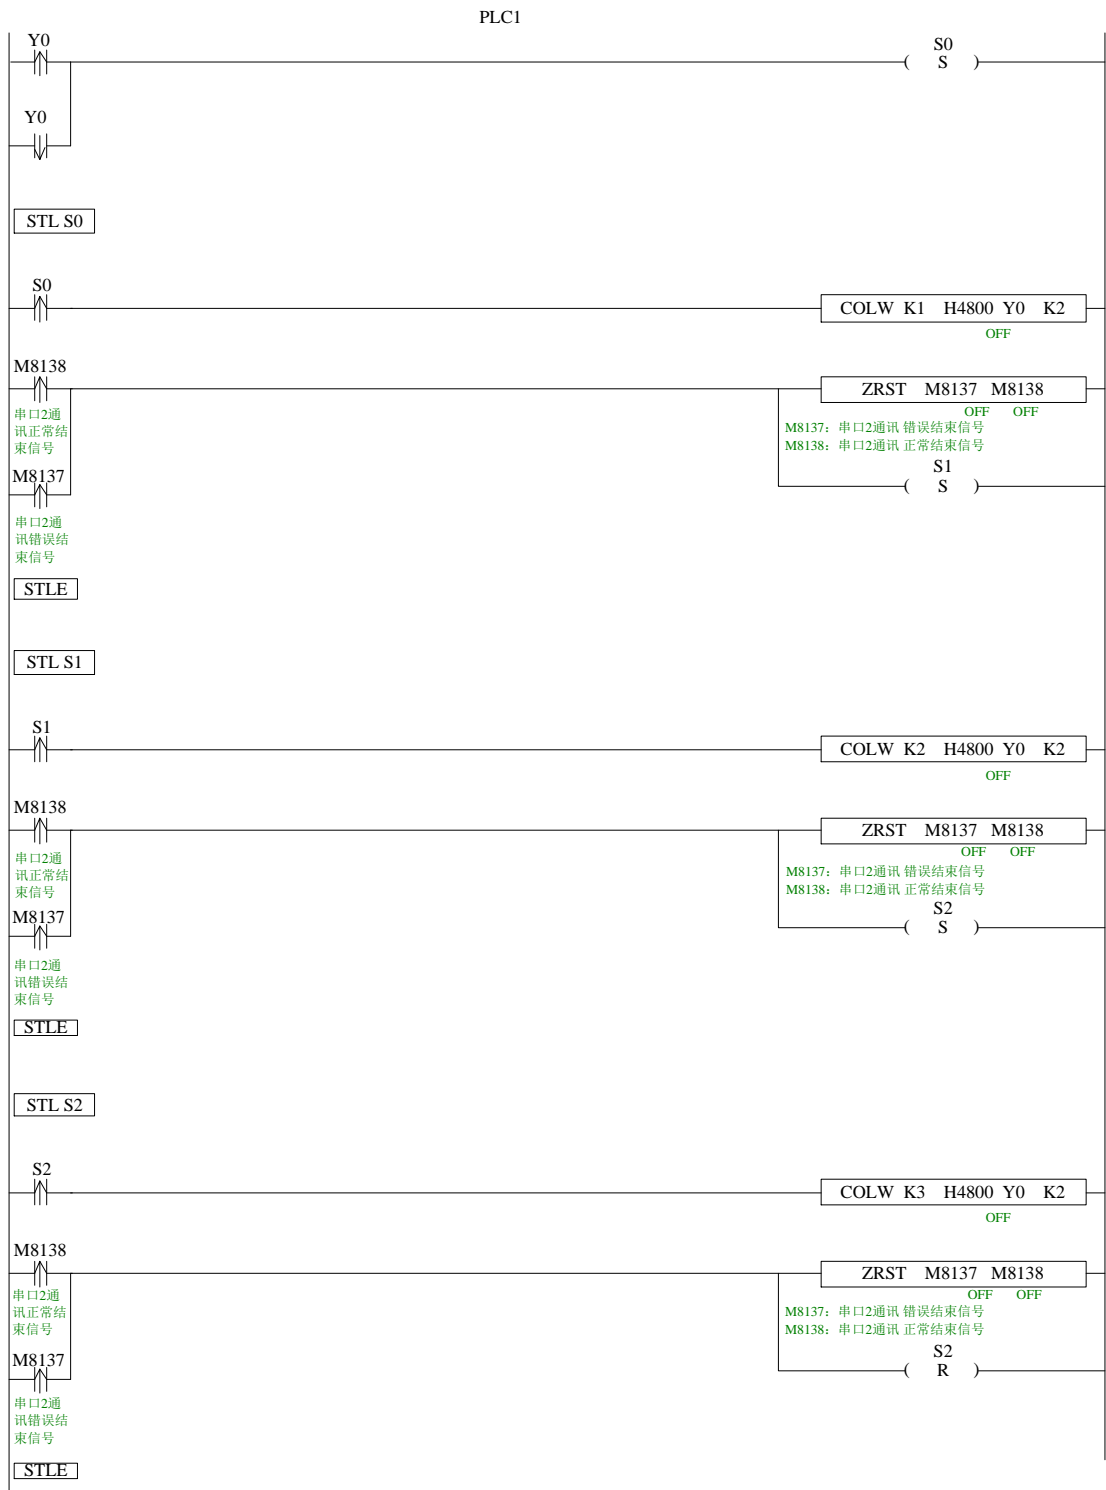 PLC1
Y0
S0
( S )
Y0
STL S0
S0
COLW K1 H4800 Y0 K2
OFF
M8138
串口2通
讯正常结
束信号
ZRST M8137 M8138
OFF OFF
M8137：串口2通讯 错误结束信号
M8138：串口2通讯 正常结束信号
M8137
串口2通
讯错误结
束信号
S1
( S )
STLE
STL S1
S1
COLW K2 H4800 Y0 K2
OFF
M8138
串口2通
讯正常结
束信号
ZRST M8137 M8138
OFF OFF
M8137：串口2通讯 错误结束信号
M8138：串口2通讯 正常结束信号
M8137
串口2通
讯错误结
束信号
S2
( S )
STLE
STL S2
S2
COLW K3 H4800 Y0 K2
OFF
M8138
串口2通
讯正常结
束信号
ZRST M8137 M8138
OFF OFF
M8137：串口2通讯 错误结束信号
M8138：串口2通讯 正常结束信号
M8137
串口2通
讯错误结
束信号
S2
( R )
STLE